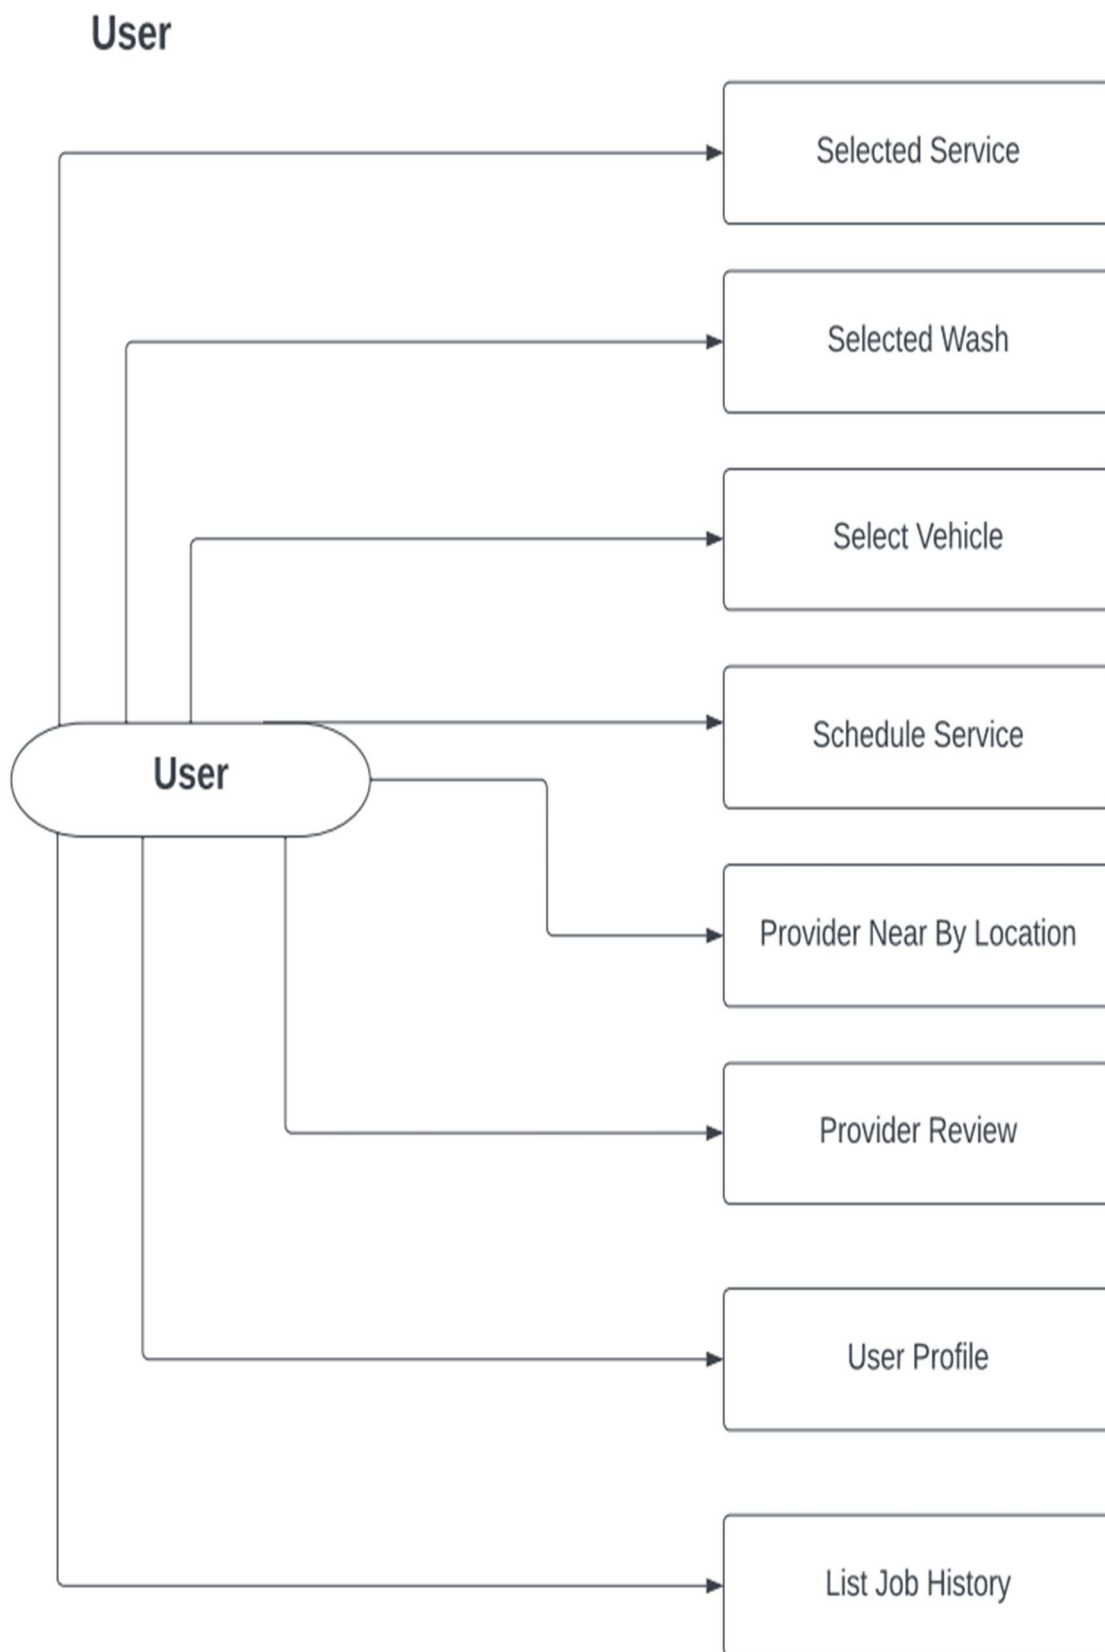 User
Selected Service
Selected Wash
Select Vehicle
Schedule Service
User
Provider Near By Location
Provider Review
User Profile
List Job History